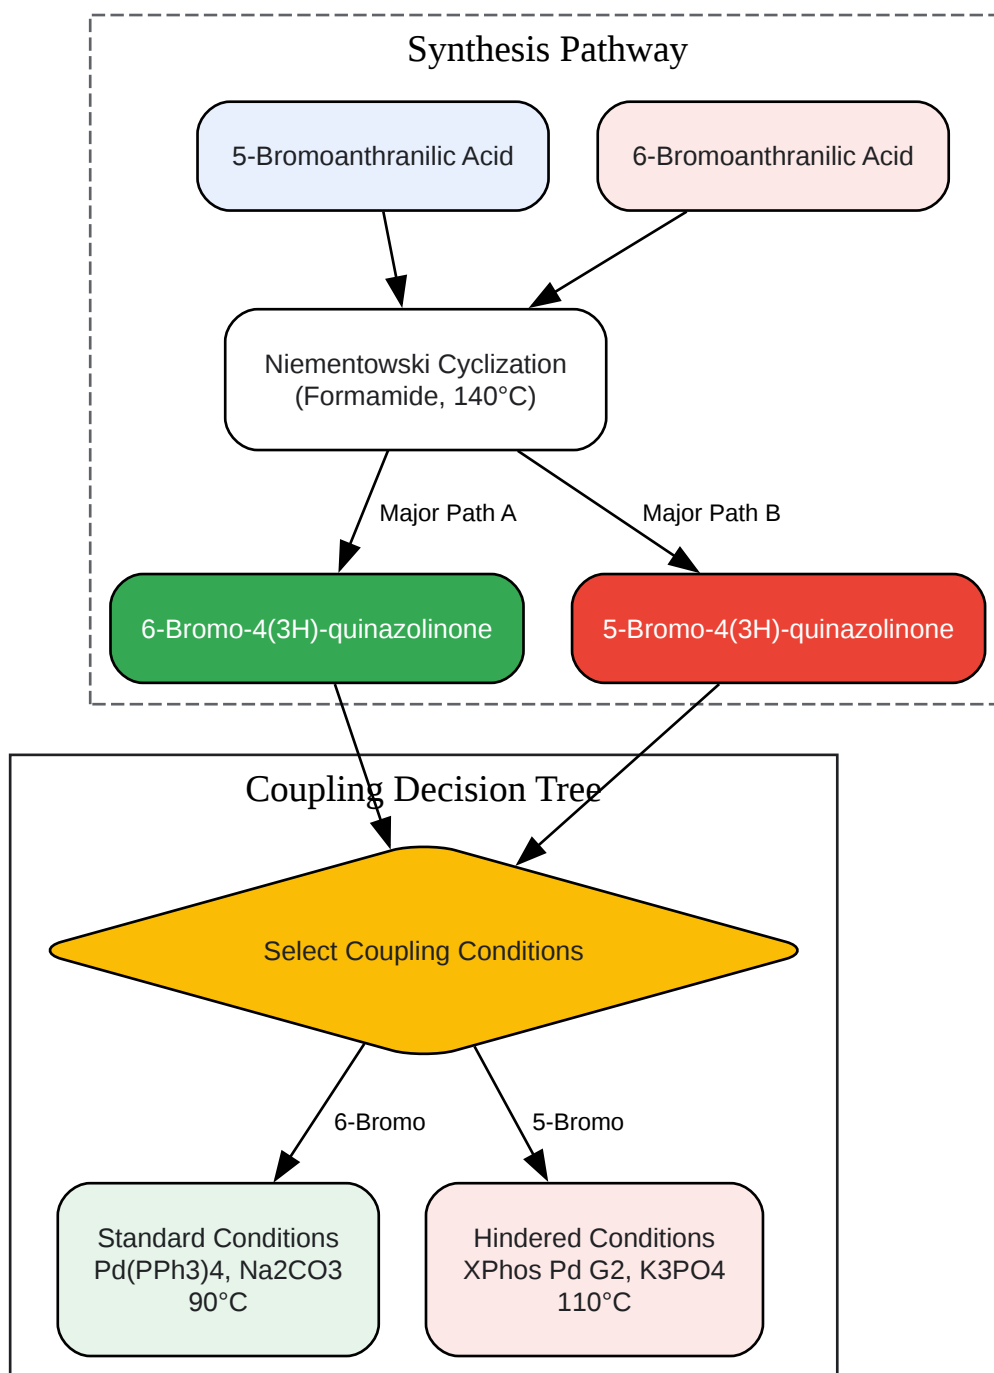 Synthesis Pathway
5-Bromoanthranilic Acid
6-Bromoanthranilic Acid
Niementowski Cyclization
(Formamide, 140°C)
Major Path A
Major Path B
6-Bromo-4(3H)-quinazolinone
5-Bromo-4(3H)-quinazolinone
Coupling Decision Tree
Select Coupling Conditions
6-Bromo
5-Bromo
Standard Conditions
Pd(PPh3)4, Na2CO3
90°C
Hindered Conditions
XPhos Pd G2, K3PO4
110°C